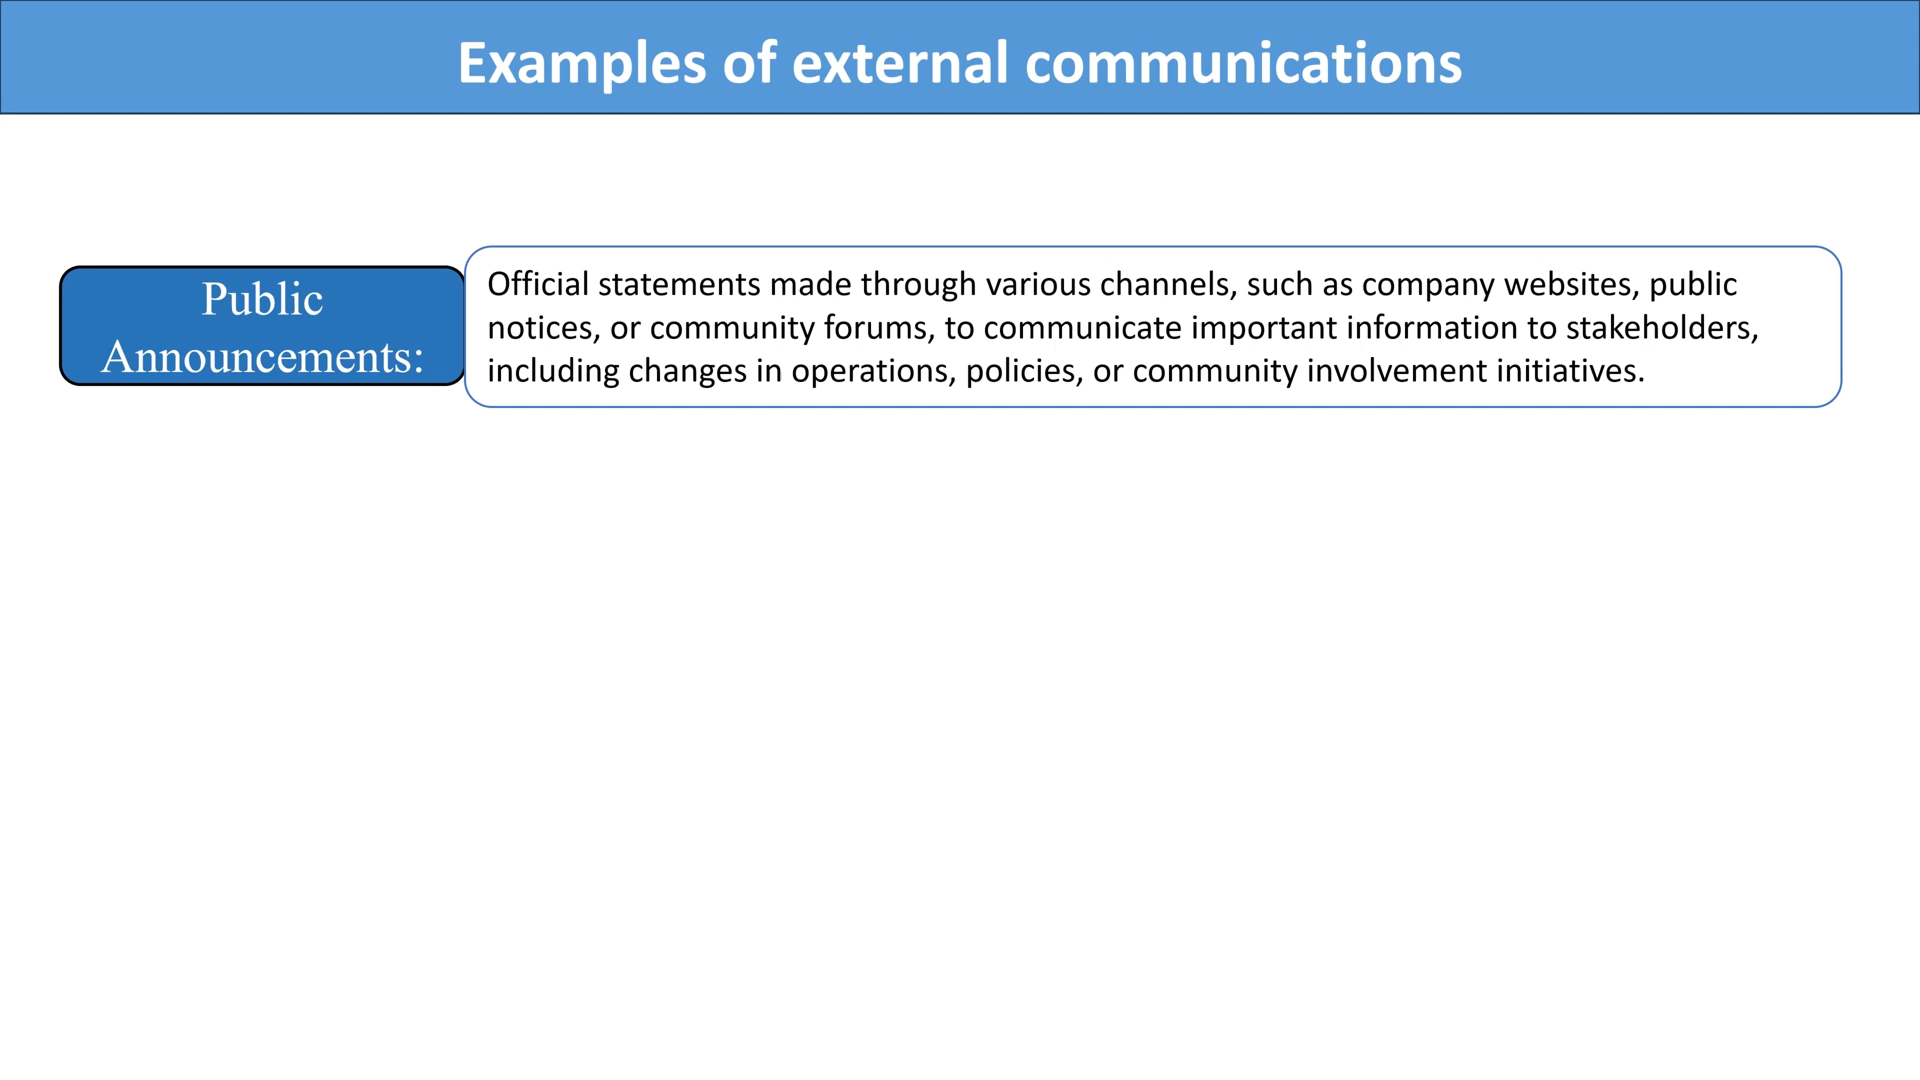 Examples of external communications
Public
Announcements:
Official statements made through various channels, such as company websites, public
notices, or community forums, to communicate important information to stakeholders,
including changes in operations, policies, or community involvement initiatives.